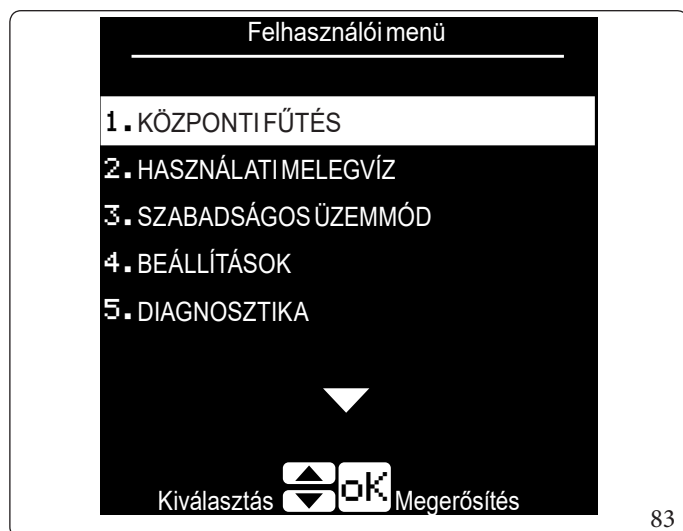 Felhasználói menü
1. KÖZPONTI FŰTÉS
2. HASZNÁLATI MELEGVÍZ
3. SZABADSÁGOS ÜZEMMÓD
4. BEÁLLÍTÁSOK
5. DIAGNOSZTIKA
Kiválasztás oK Megerősítés
83